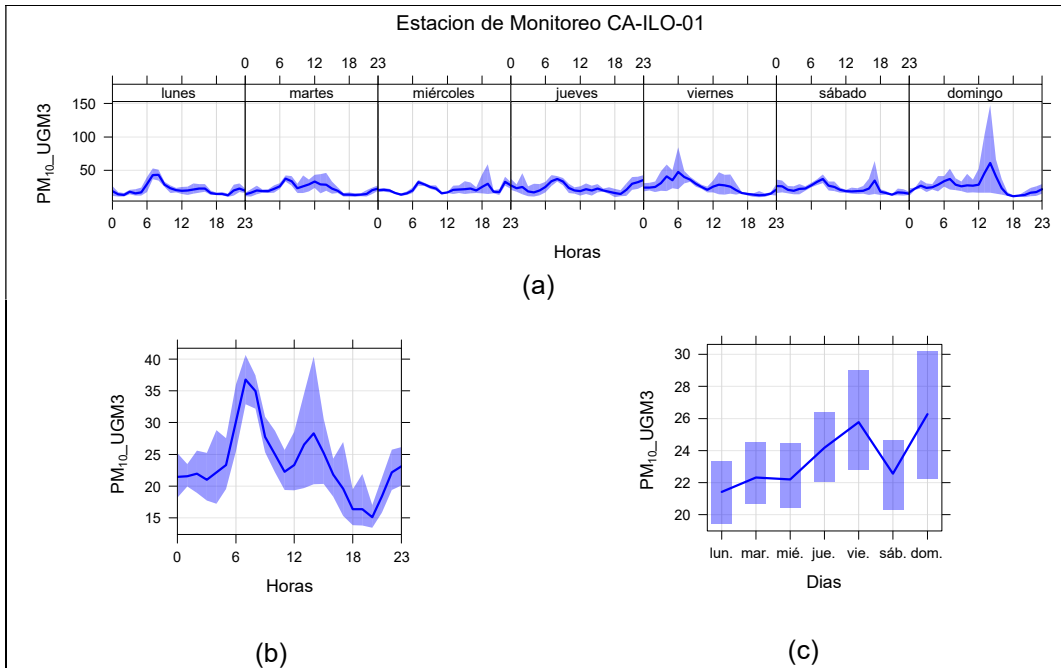 Estacion de Monitoreo CA-ILO-01
0 6 12 18 23 0 6 12 18 23 0 6 12 18 23
lunes martes miércoles jueves viernes sábado domingo
PM10_UGM3
150
100
50
0 6 12 18 23 0 6 12 18 23 0 6 12 18 23 0 6 12 18 23
Horas
(a)
PM10_UGM3
40
35
30
25
20
15
0 6 12 18 23
Horas
(b)
PM10_UGM3
30
28
26
24
22
20
lun. mar. mié. jue. vie. sáb. dom.
Dias
(c)